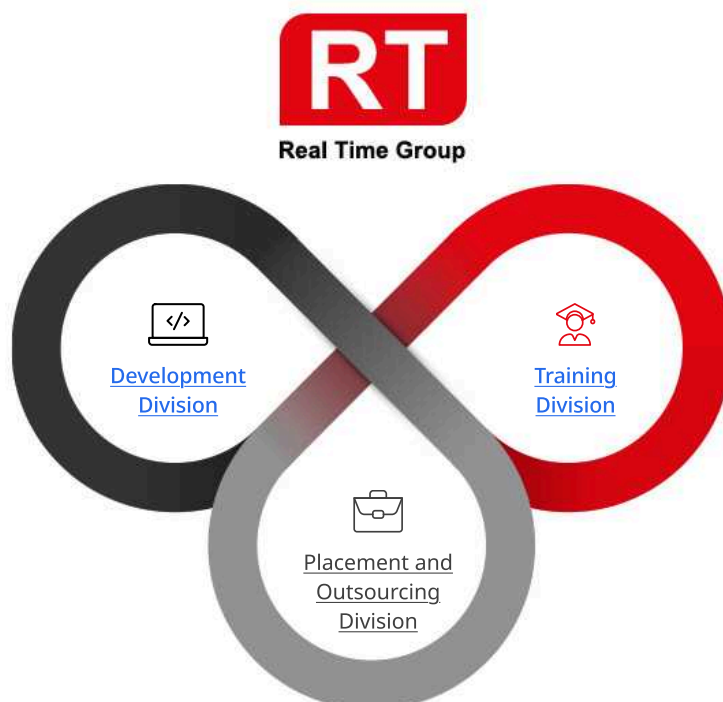 RT
Real Time Group
</>
Development
Division
Training
Division
Placement and
Outsourcing
Division